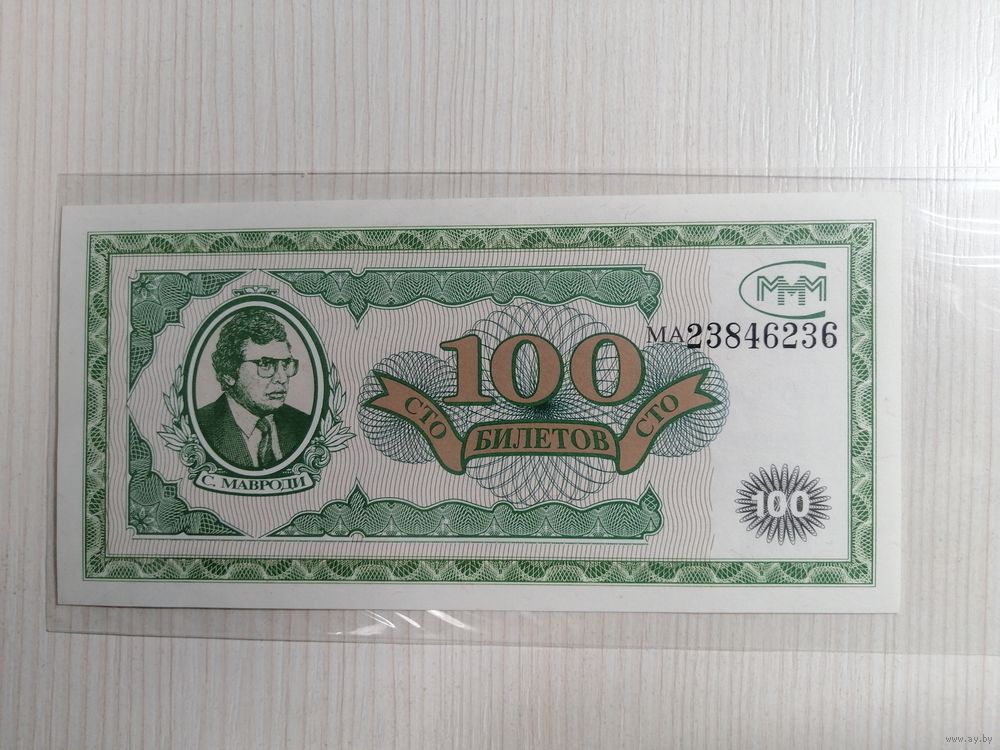 МММ
МА23846236
100
СТО БИЛЕТОВ СТО
С. МАВРОДИ
100
www.ay.by